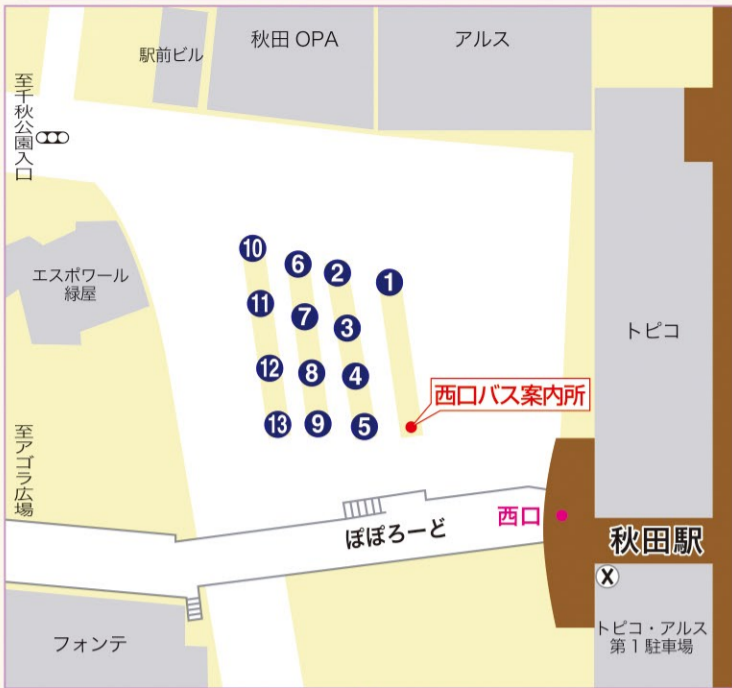 駅前ビル
秋田 OPA
アルス
至千秋公園入口
エスポワール
緑屋
10
6
2
1
11
7
3
12
8
4
13
9
5
トピコ
西口バス案内所
至アゴラ広場
西口
ぽぽろーど
秋田駅
X
フォンテ
トピコ・アルス
第1駐車場